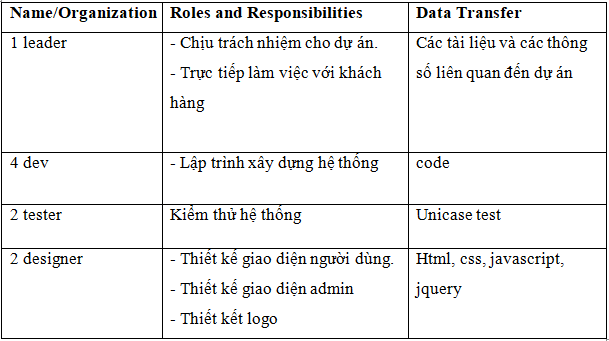 Name/Organization Roles and Responsibilities Data Transfer
1 leader - Chịu trách nhiệm cho dự án. Các tài liệu và các thông
- Trực tiếp làm việc với khách số liên quan đến dự án
hàng
4 dev - Lập trình xây dựng hệ thống code
2 tester Kiểm thử hệ thống Unicase test
2 designer - Thiết kế giao diện người dùng. Html, css, javascript,
- Thiết kế giao diện admin jquery
- Thiết kết logo